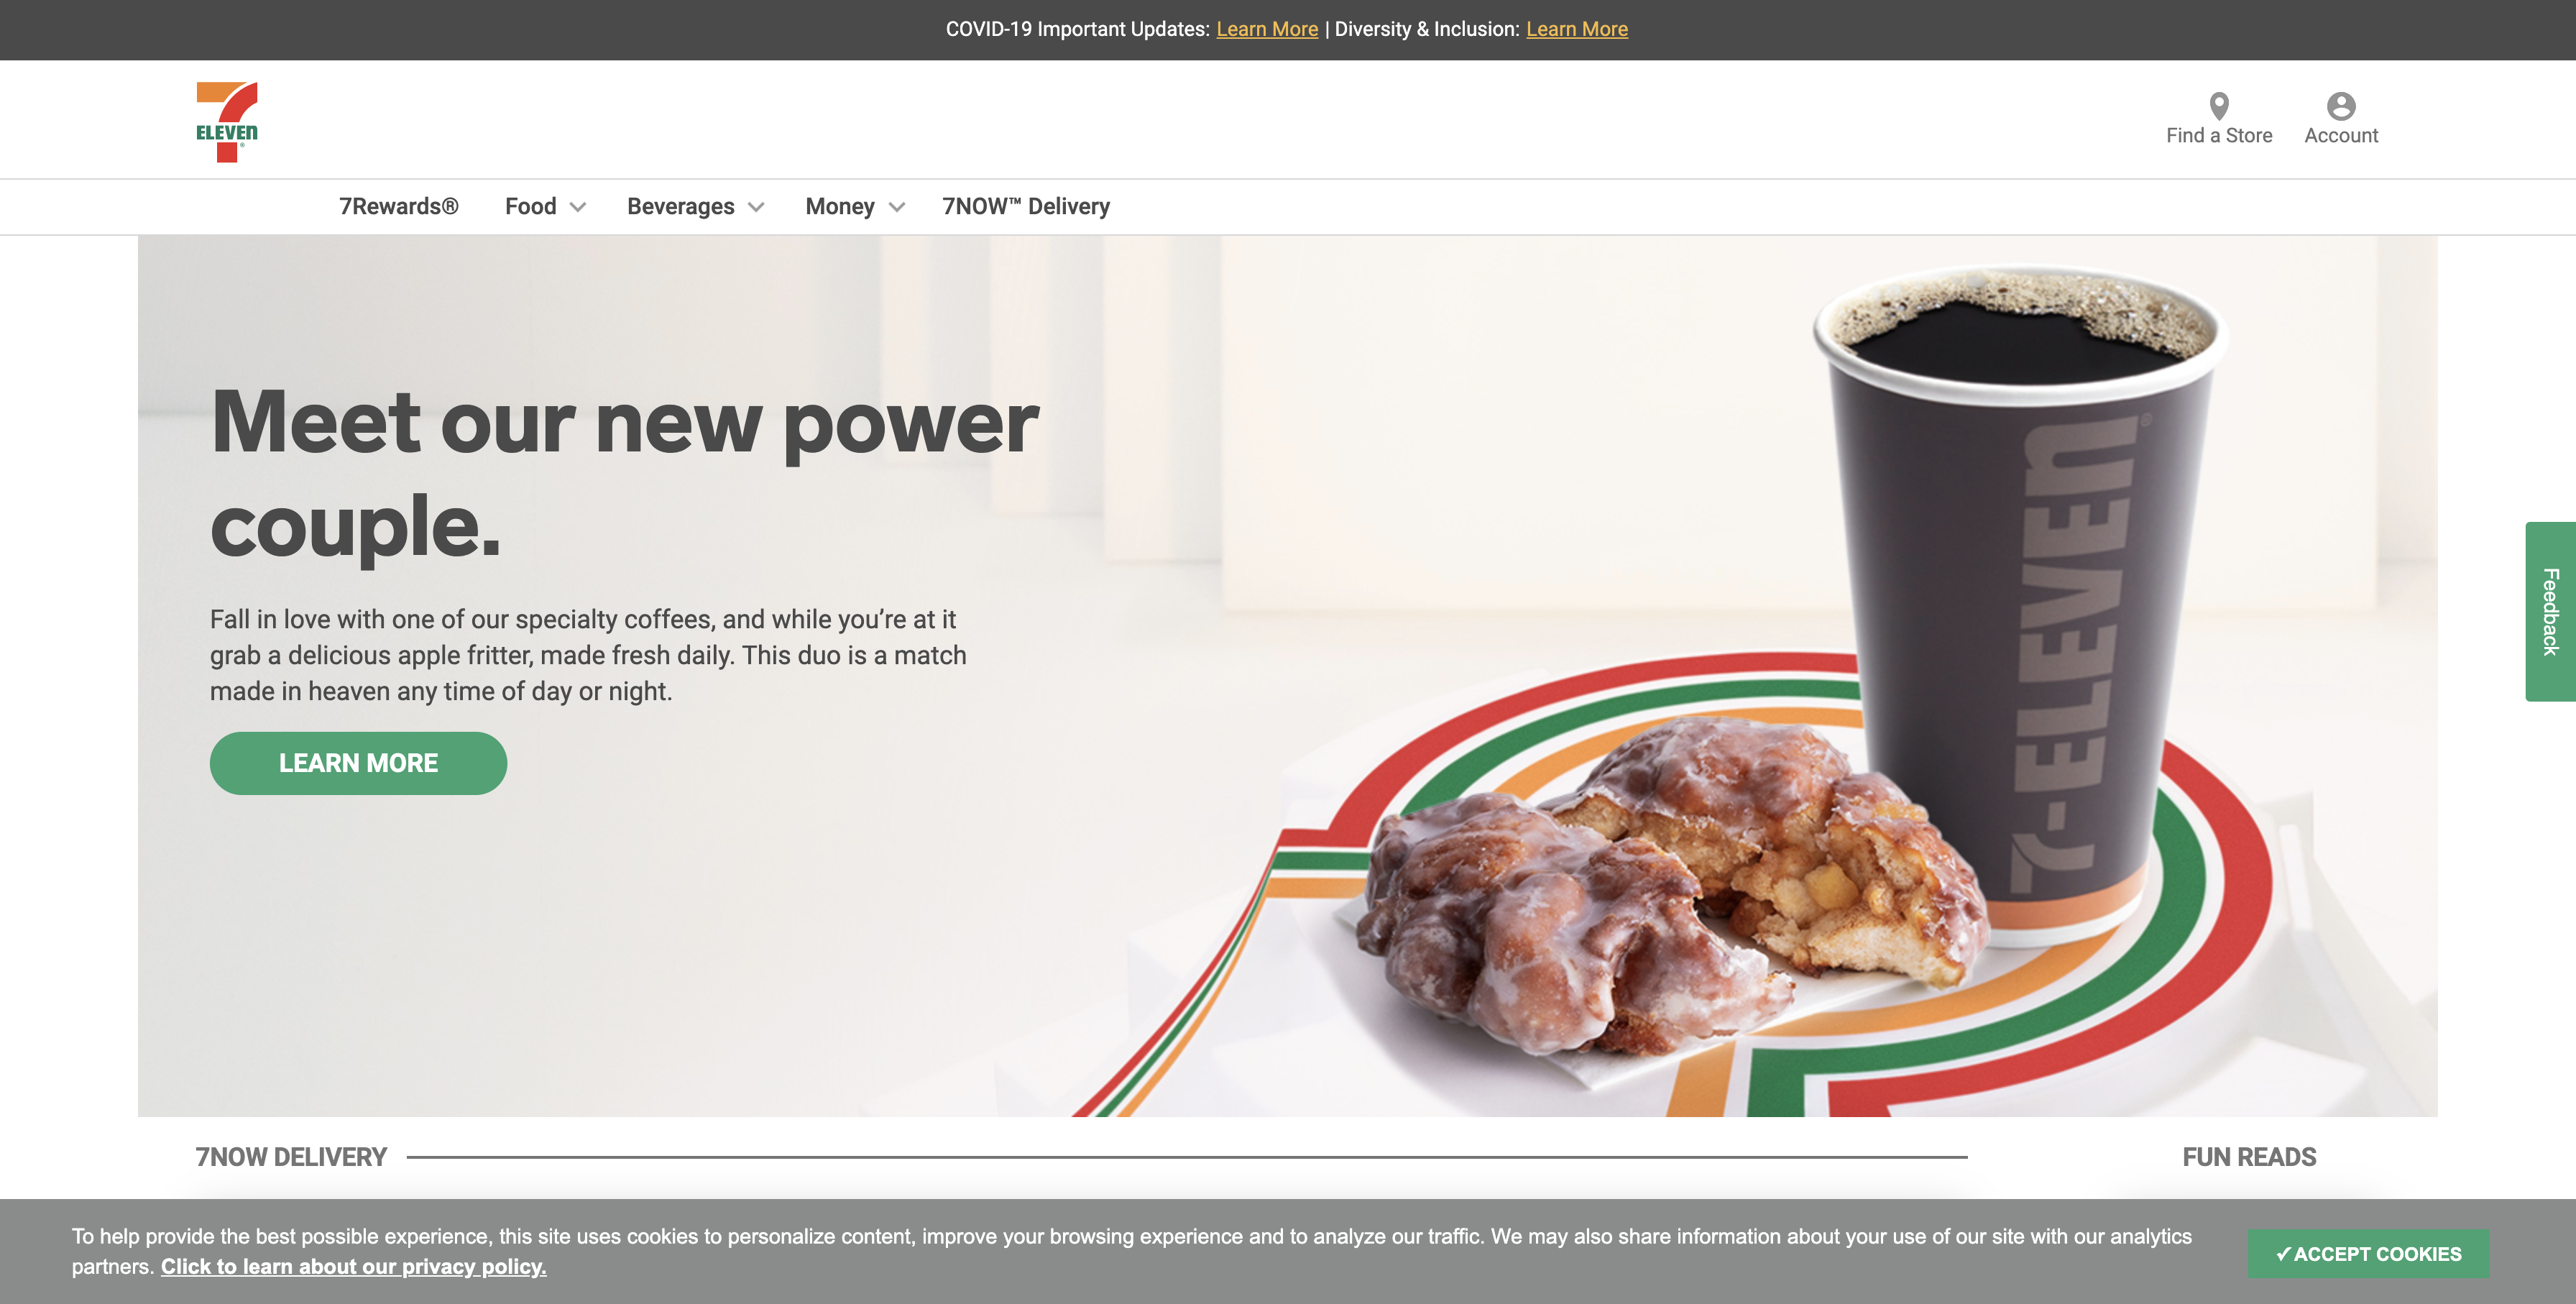 COVID-19 Important Updates: Learn More | Diversity & Inclusion: Learn More
7
ELEVEN
®
Find a Store
Account
7Rewards®
Food
Beverages
Money
7NOW™ Delivery
Meet our new power
couple.
Fall in love with one of our specialty coffees, and while you’re at it
grab a delicious apple fritter, made fresh daily. This duo is a match
made in heaven any time of day or night.
LEARN MORE
7-ELEVEn®
Feedback
7NOW DELIVERY
FUN READS
To help provide the best possible experience, this site uses cookies to personalize content, improve your browsing experience and to analyze our traffic. We may also share information about your use of our site with our analytics
partners. Click to learn about our privacy policy.
✓ACCEPT COOKIES